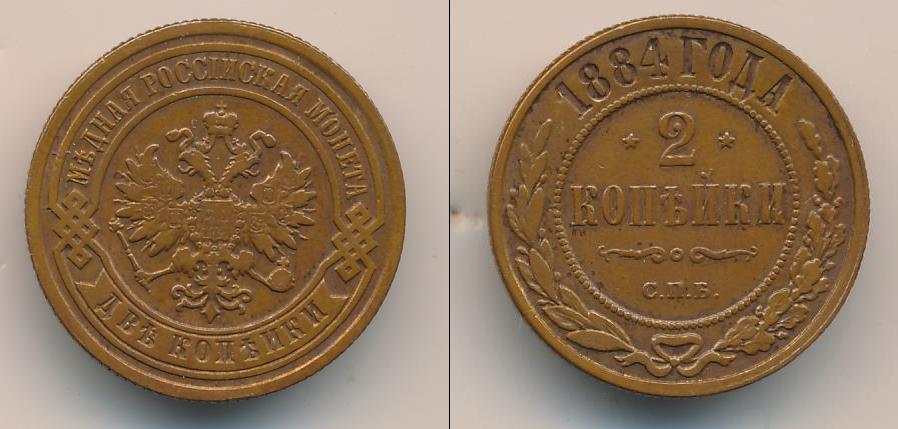 МѢДНАЯ РОССІЙСКАЯ МОНЕТА
ДВѢ КОПѢЙКИ
1884 ГОДА
2
КОПѢЙКИ
С.П.Б.